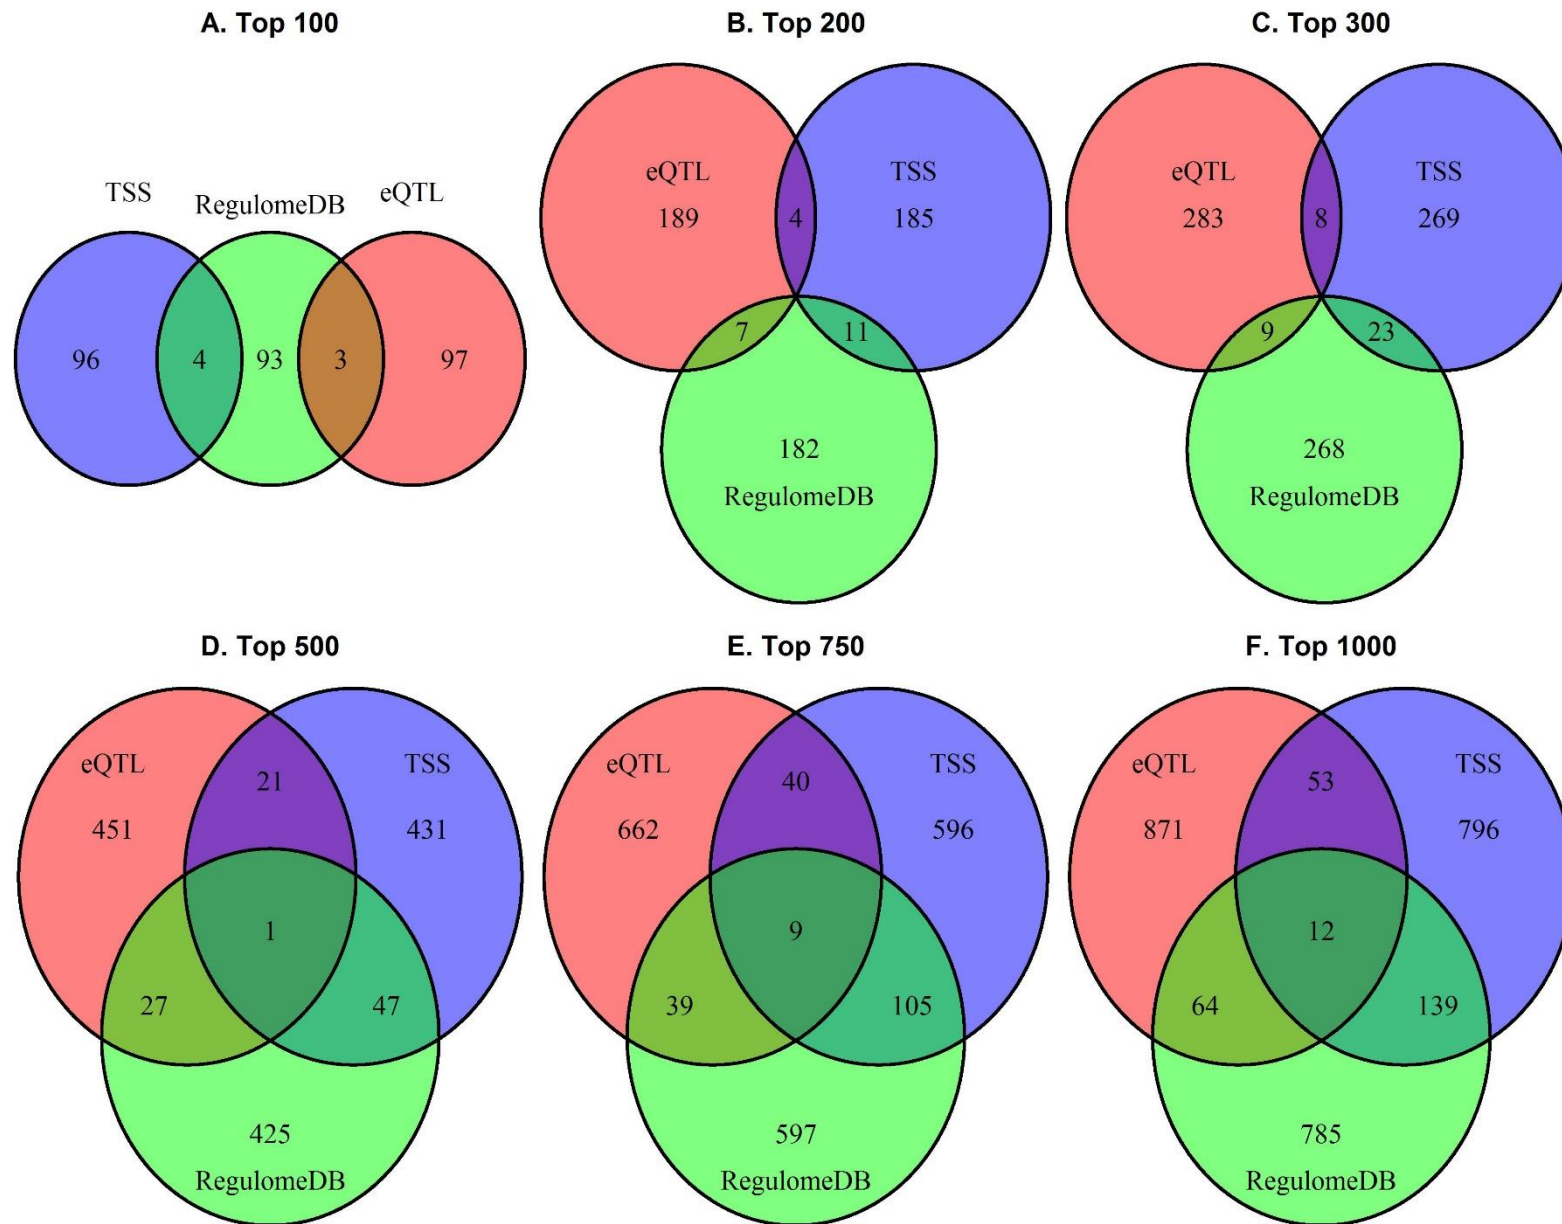 A. Top 100
TSS
RegulomeDB
eQTL
96
4
93
3
97
B. Top 200
eQTL
TSS
189
4
185
7
11
182
RegulomeDB
C. Top 300
eQTL
TSS
283
8
269
9
23
268
RegulomeDB
D. Top 500
eQTL
21
TSS
451
431
1
27
47
425
RegulomeDB
E. Top 750
eQTL
40
TSS
662
596
9
39
105
597
RegulomeDB
F. Top 1000
eQTL
53
TSS
871
796
12
64
139
785
RegulomeDB